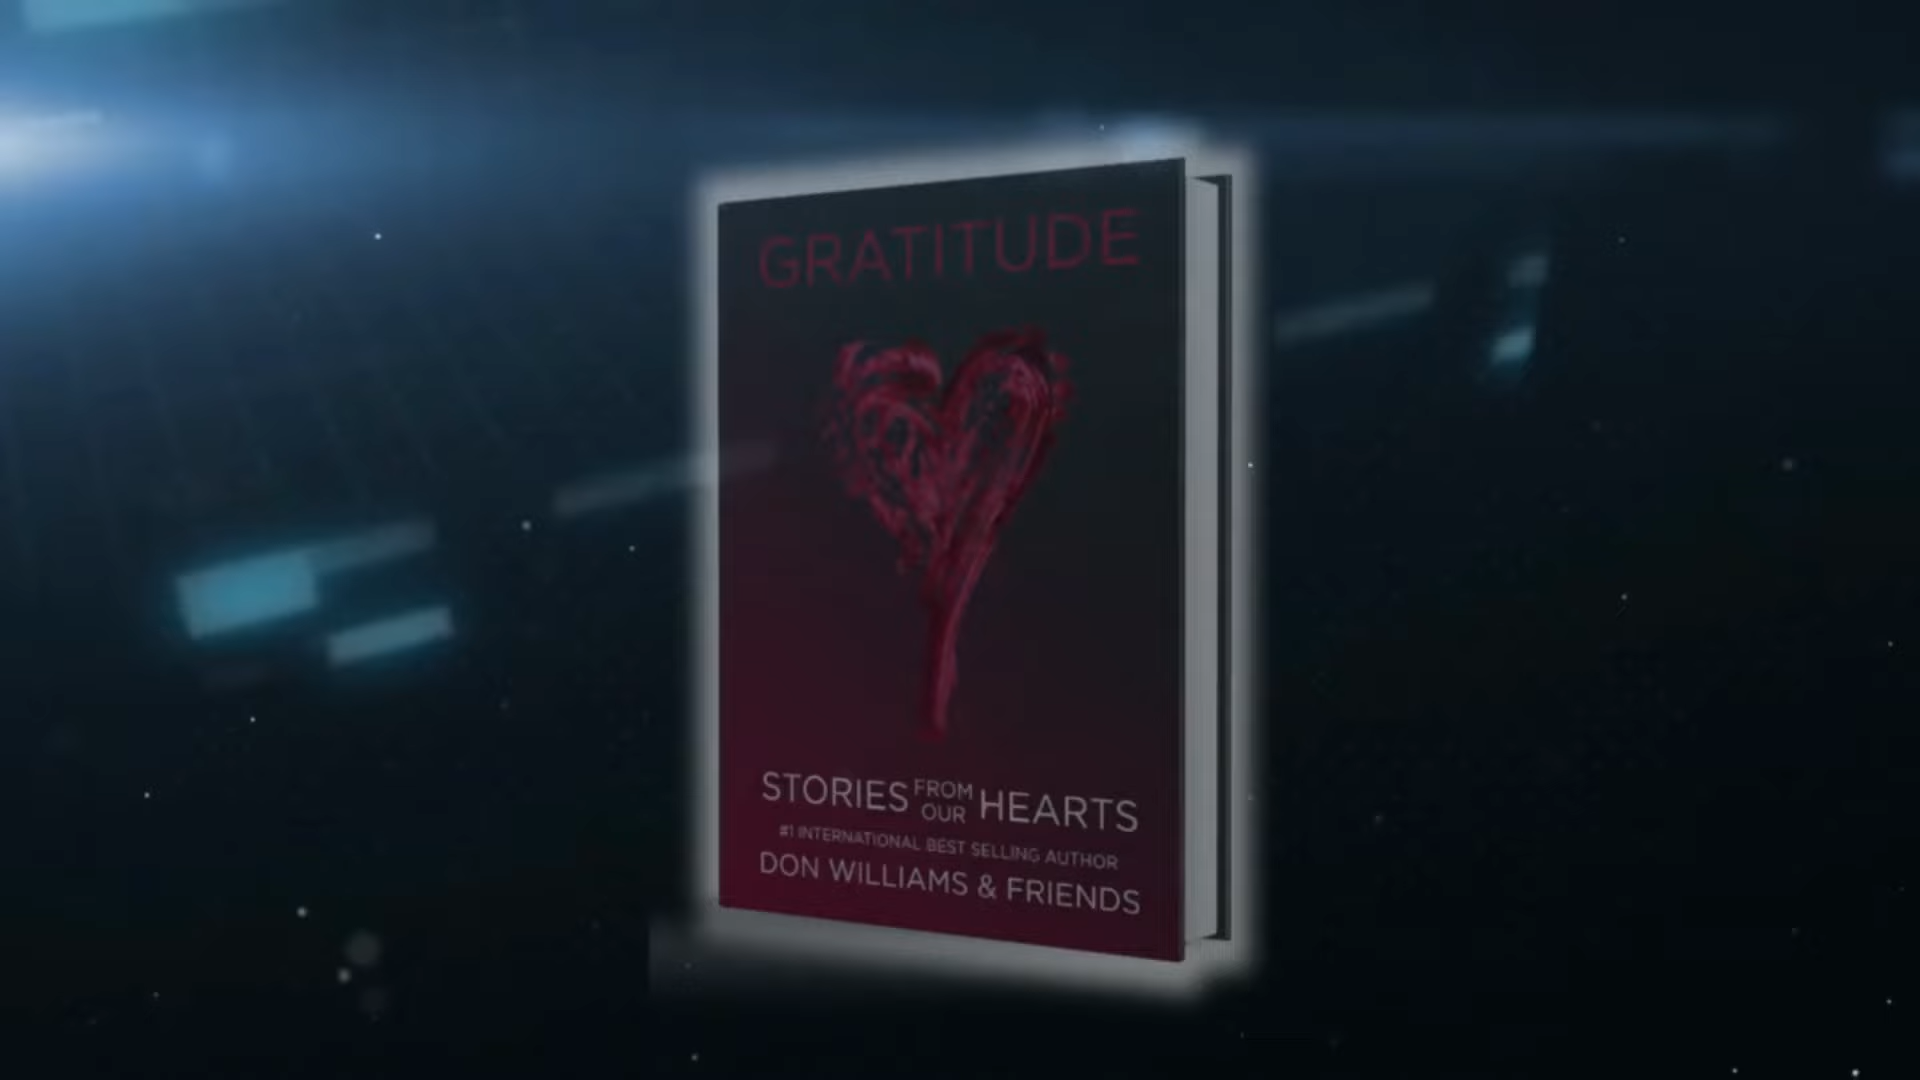 GRATITUDE
STORIES FROM OUR HEARTS
#1 INTERNATIONAL BEST SELLING AUTHOR
DON WILLIAMS & FRIENDS